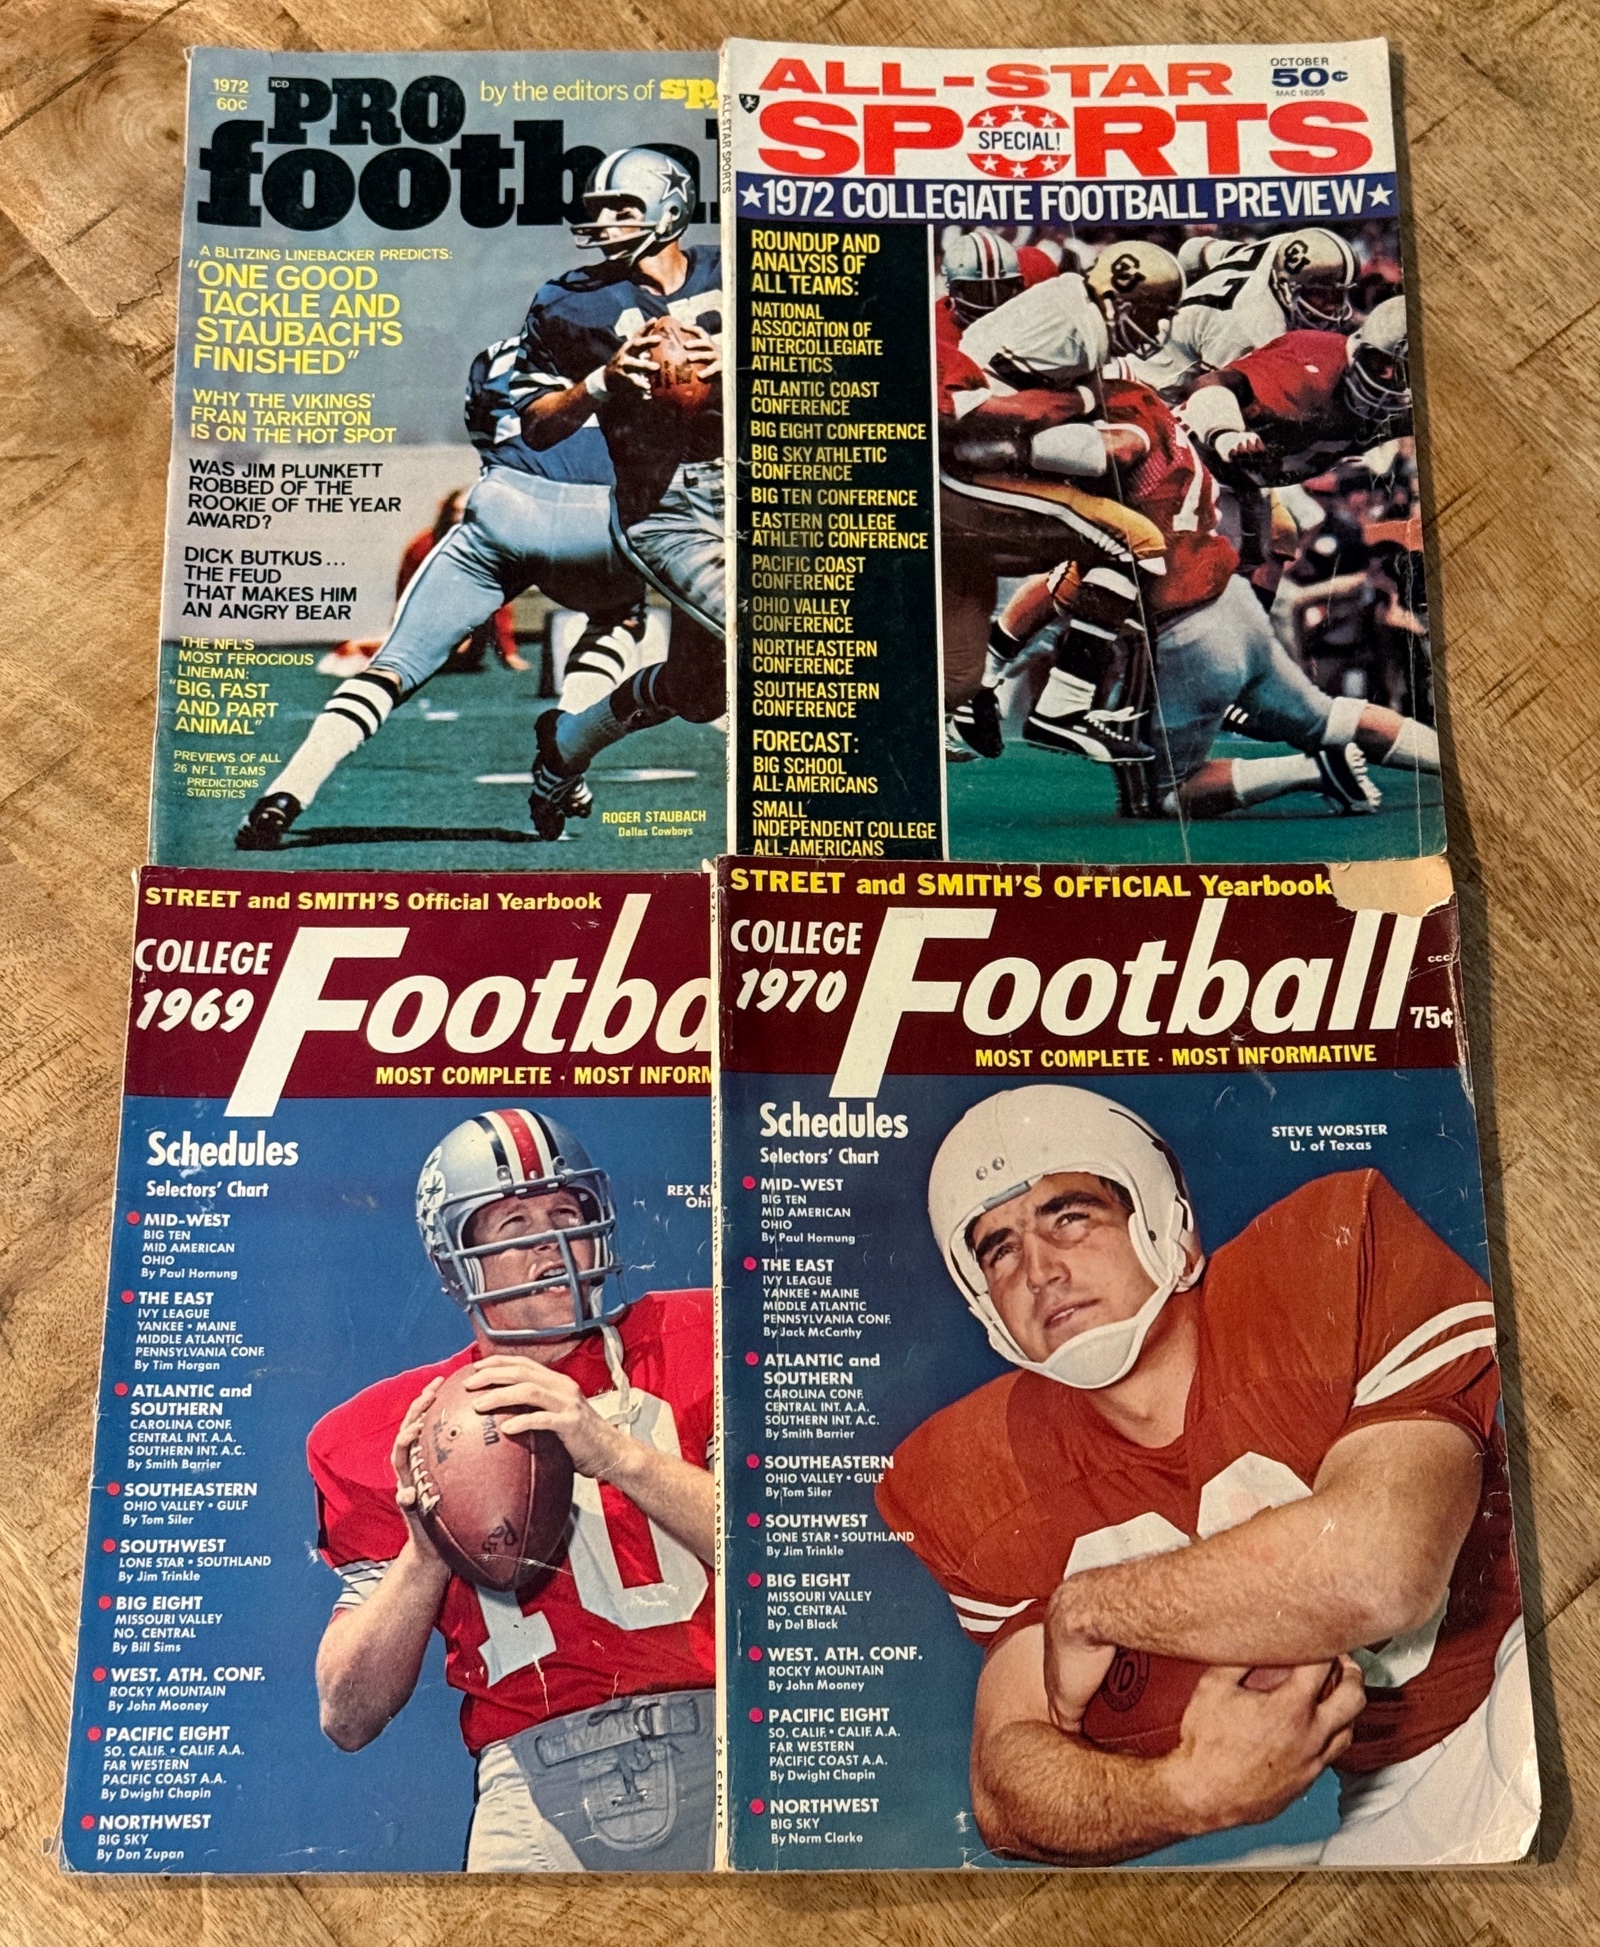 1972
60¢
ICD
PRO
by the editors of
footba
A BLITZING LINEBACKER PREDICTS:
"ONE GOOD
TACKLE AND
STAUBACH'S
FINISHED"
WHY THE VIKINGS'
FRAN TARKENTON
IS ON THE HOT SPOT
WAS JIM PLUNKETT
ROBBED OF THE
ROOKIE OF THE YEAR
AWARD?
DICK BUTKUS...
THE FEUD
THAT MAKES HIM
AN ANGRY BEAR
THE NFL'S
MOST FEROCIOUS
LINEMAN:
"BIG, FAST
AND PART
ANIMAL"
PREVIEWS OF ALL
26 NFL TEAMS
...PREDICTIONS
...STATISTICS
ROGER STAUBACH
Dallas Cowboys
ALL STAR SPORTS
ALL-STAR
OCTOBER
50¢
MAC 16255
SPORTS
SPECIAL!
★1972 COLLEGIATE FOOTBALL PREVIEW★
ROUNDUP AND
ANALYSIS OF
ALL TEAMS:
NATIONAL
ASSOCIATION OF
INTERCOLLEGIATE
ATHLETICS
ATLANTIC COAST
CONFERENCE
BIG EIGHT CONFERENCE
BIG SKY ATHLETIC
CONFERENCE
BIG TEN CONFERENCE
EASTERN COLLEGE
ATHLETIC CONFERENCE
PACIFIC COAST
CONFERENCE
OHIO VALLEY
CONFERENCE
NORTHEASTERN
CONFERENCE
SOUTHEASTERN
CONFERENCE
FORECAST:
BIG SCHOOL
ALL-AMERICANS
SMALL
INDEPENDENT COLLEGE
ALL-AMERICANS
STREET and SMITH'S Official Yearbook
COLLEGE
1969
Footba
MOST COMPLETE · MOST INFORM
Schedules
Selectors' Chart
REX K
Ohi
MID-WEST
BIG TEN
MID AMERICAN
OHIO
By Paul Hornung
THE EAST
IVY LEAGUE
YANKEE • MAINE
MIDDLE ATLANTIC
PENNSYLVANIA CONF.
By Tim Horgan
ATLANTIC and
SOUTHERN
CAROLINA CONF.
CENTRAL INT. A.A.
SOUTHERN INT. A.C.
By Smith Barrier
SOUTHEASTERN
OHIO VALLEY • GULF
By Tom Siler
SOUTHWEST
LONE STAR • SOUTHLAND
By Jim Trinkle
BIG EIGHT
MISSOURI VALLEY
NO. CENTRAL
By Bill Sims
WEST. ATH. CONF.
ROCKY MOUNTAIN
By John Mooney
PACIFIC EIGHT
SO. CALIF. • CALIF. A.A.
FAR WESTERN
PACIFIC COAST A.A.
By Dwight Chapin
NORTHWEST
BIG SKY
By Don Zupan
10
1970
75 CENTS
STREET and SMITH'S OFFICIAL Yearbook
COLLEGE
1970
Football
CCC
75¢
MOST COMPLETE · MOST INFORMATIVE
Schedules
Selectors' Chart
STEVE WORSTER
U. of Texas
MID-WEST
BIG TEN
MID AMERICAN
OHIO
By Paul Hornung
THE EAST
IVY LEAGUE
YANKEE • MAINE
MIDDLE ATLANTIC
PENNSYLVANIA CONF.
By Jack McCarthy
ATLANTIC and
SOUTHERN
CAROLINA CONF.
CENTRAL INT. A.A.
SOUTHERN INT. A.C.
By Smith Barrier
SOUTHEASTERN
OHIO VALLEY • GULF
By Tom Siler
SOUTHWEST
LONE STAR • SOUTHLAND
By Jim Trinkle
BIG EIGHT
MISSOURI VALLEY
NO. CENTRAL
By Del Black
WEST. ATH. CONF.
ROCKY MOUNTAIN
By John Mooney
PACIFIC EIGHT
SO. CALIF. • CALIF. A.A.
FAR WESTERN
PACIFIC COAST A.A.
By Dwight Chapin
NORTHWEST
BIG SKY
By Norm Clarke